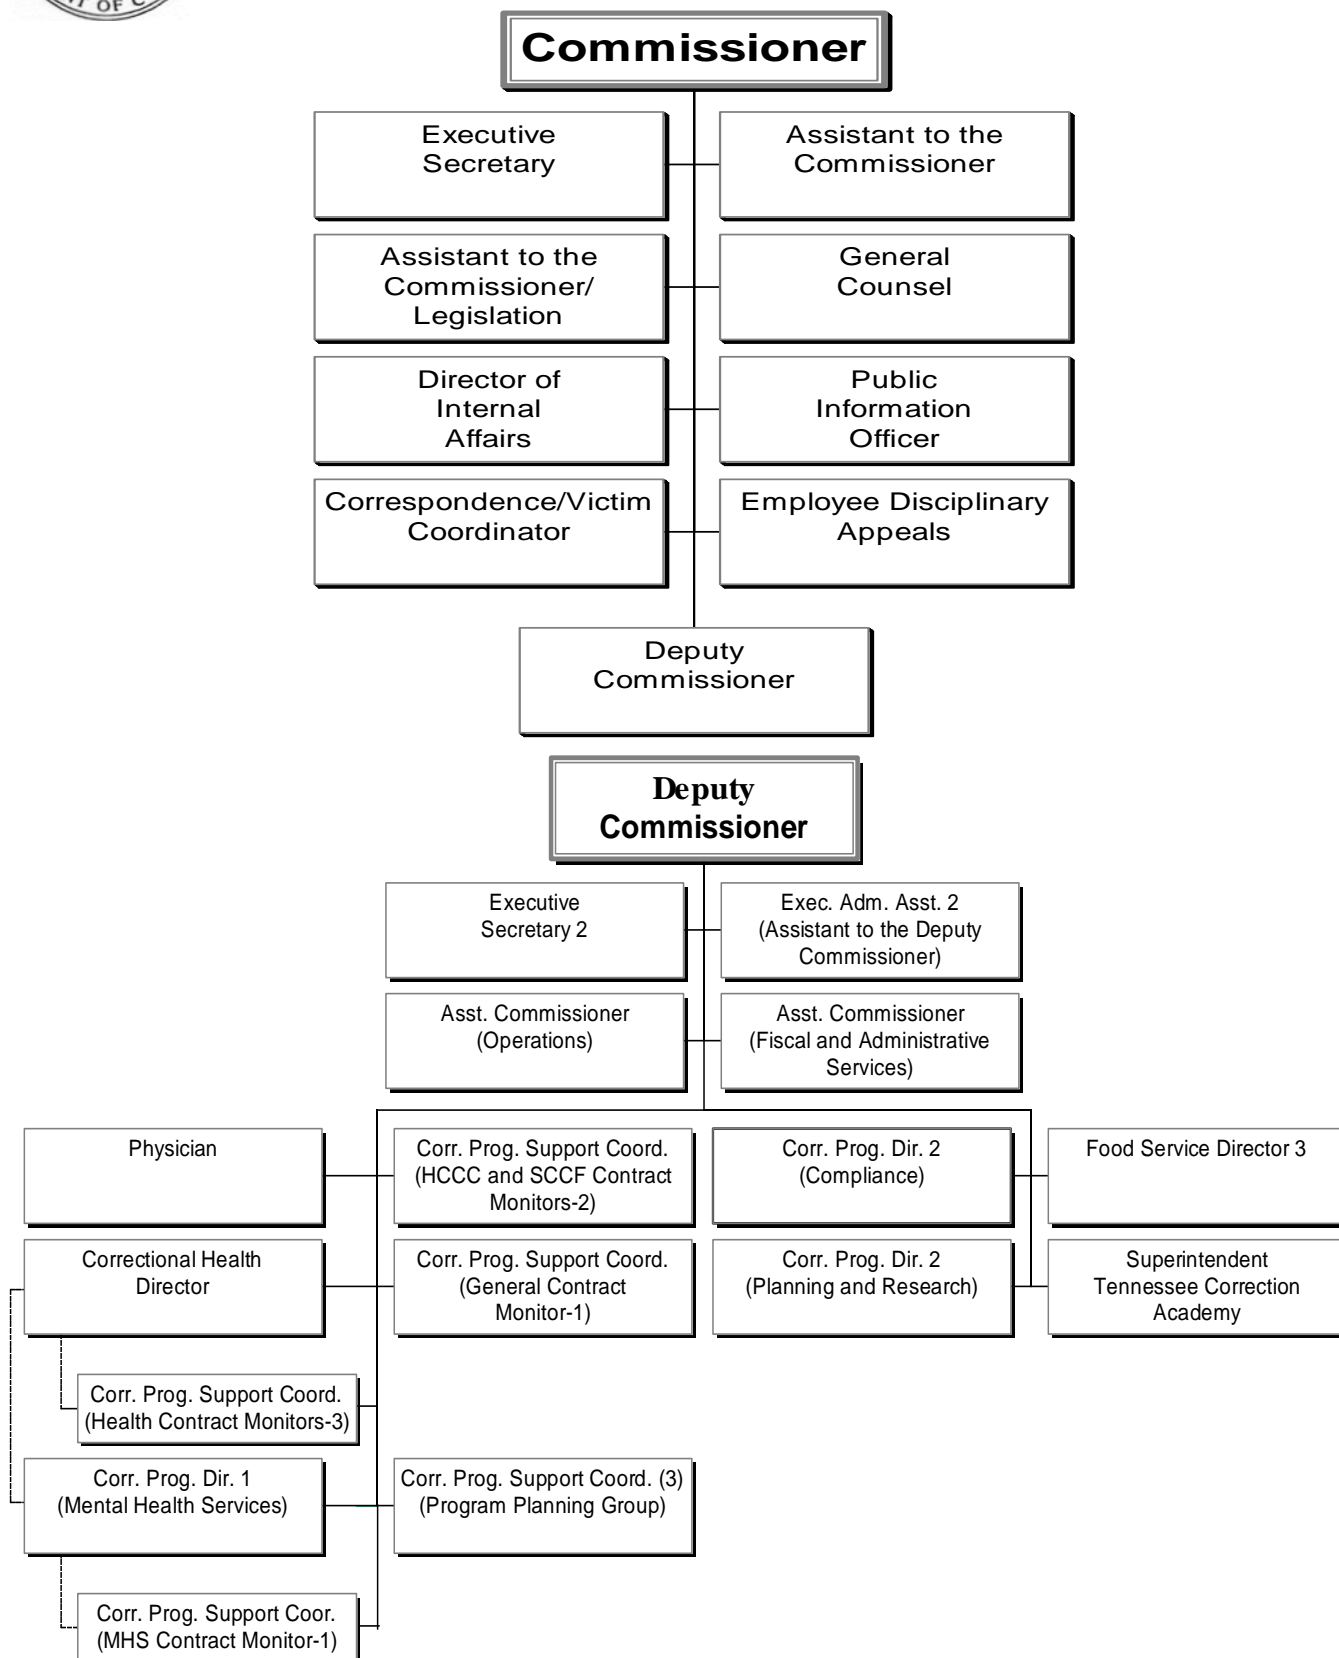 OF C
Commissioner
Executive
Secretary
Assistant to the
Commissioner
Assistant to the
Commissioner/
Legislation
General
Counsel
Director of
Internal
Affairs
Public
Information
Officer
Correspondence/Victim
Coordinator
Employee Disciplinary
Appeals
Deputy
Commissioner
Deputy
Commissioner
Executive
Secretary 2
Exec. Adm. Asst. 2
(Assistant to the Deputy
Commissioner)
Asst. Commissioner
(Operations)
Asst. Commissioner
(Fiscal and Administrative
Services)
Physician
Corr. Prog. Support Coord.
(HCCC and SCCF Contract
Monitors-2)
Corr. Prog. Dir. 2
(Compliance)
Food Service Director 3
Correctional Health
Director
Corr. Prog. Support Coord.
(General Contract
Monitor-1)
Corr. Prog. Dir. 2
(Planning and Research)
Superintendent
Tennessee Correction
Academy
Corr. Prog. Support Coord.
(Health Contract Monitors-3)
Corr. Prog. Dir. 1
(Mental Health Services)
Corr. Prog. Support Coord. (3)
(Program Planning Group)
Corr. Prog. Support Coor.
(MHS Contract Monitor-1)